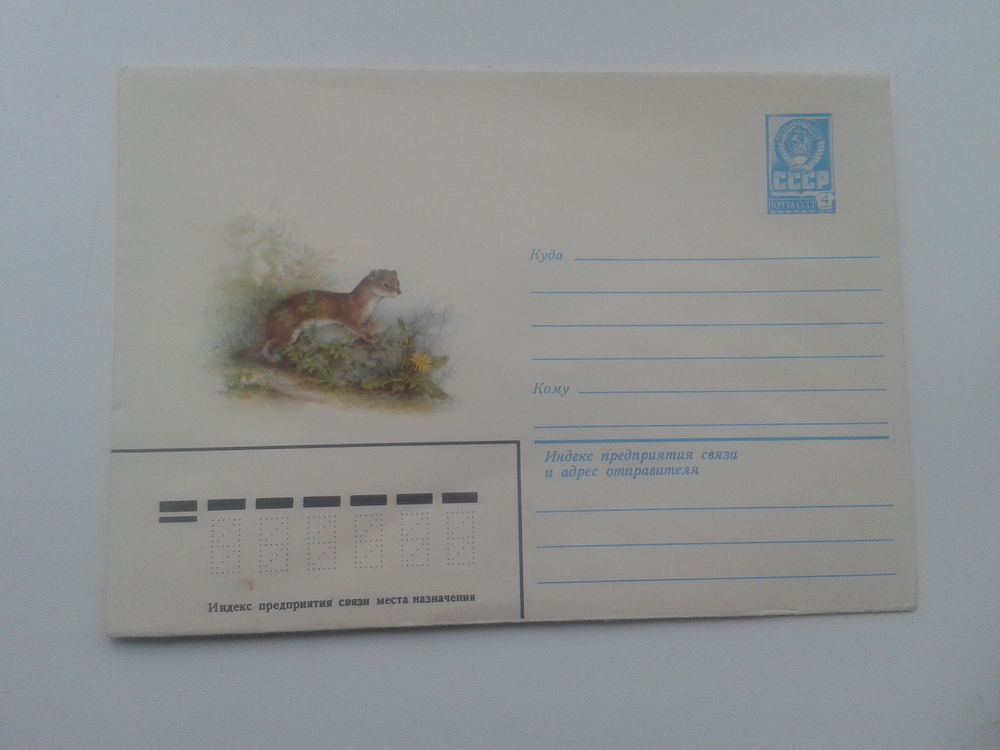 СССР
ПОЧТА СССР 4
Куда
Кому
Индекс предприятия связи
и адрес отправителя
Индекс предприятия связи места назначения